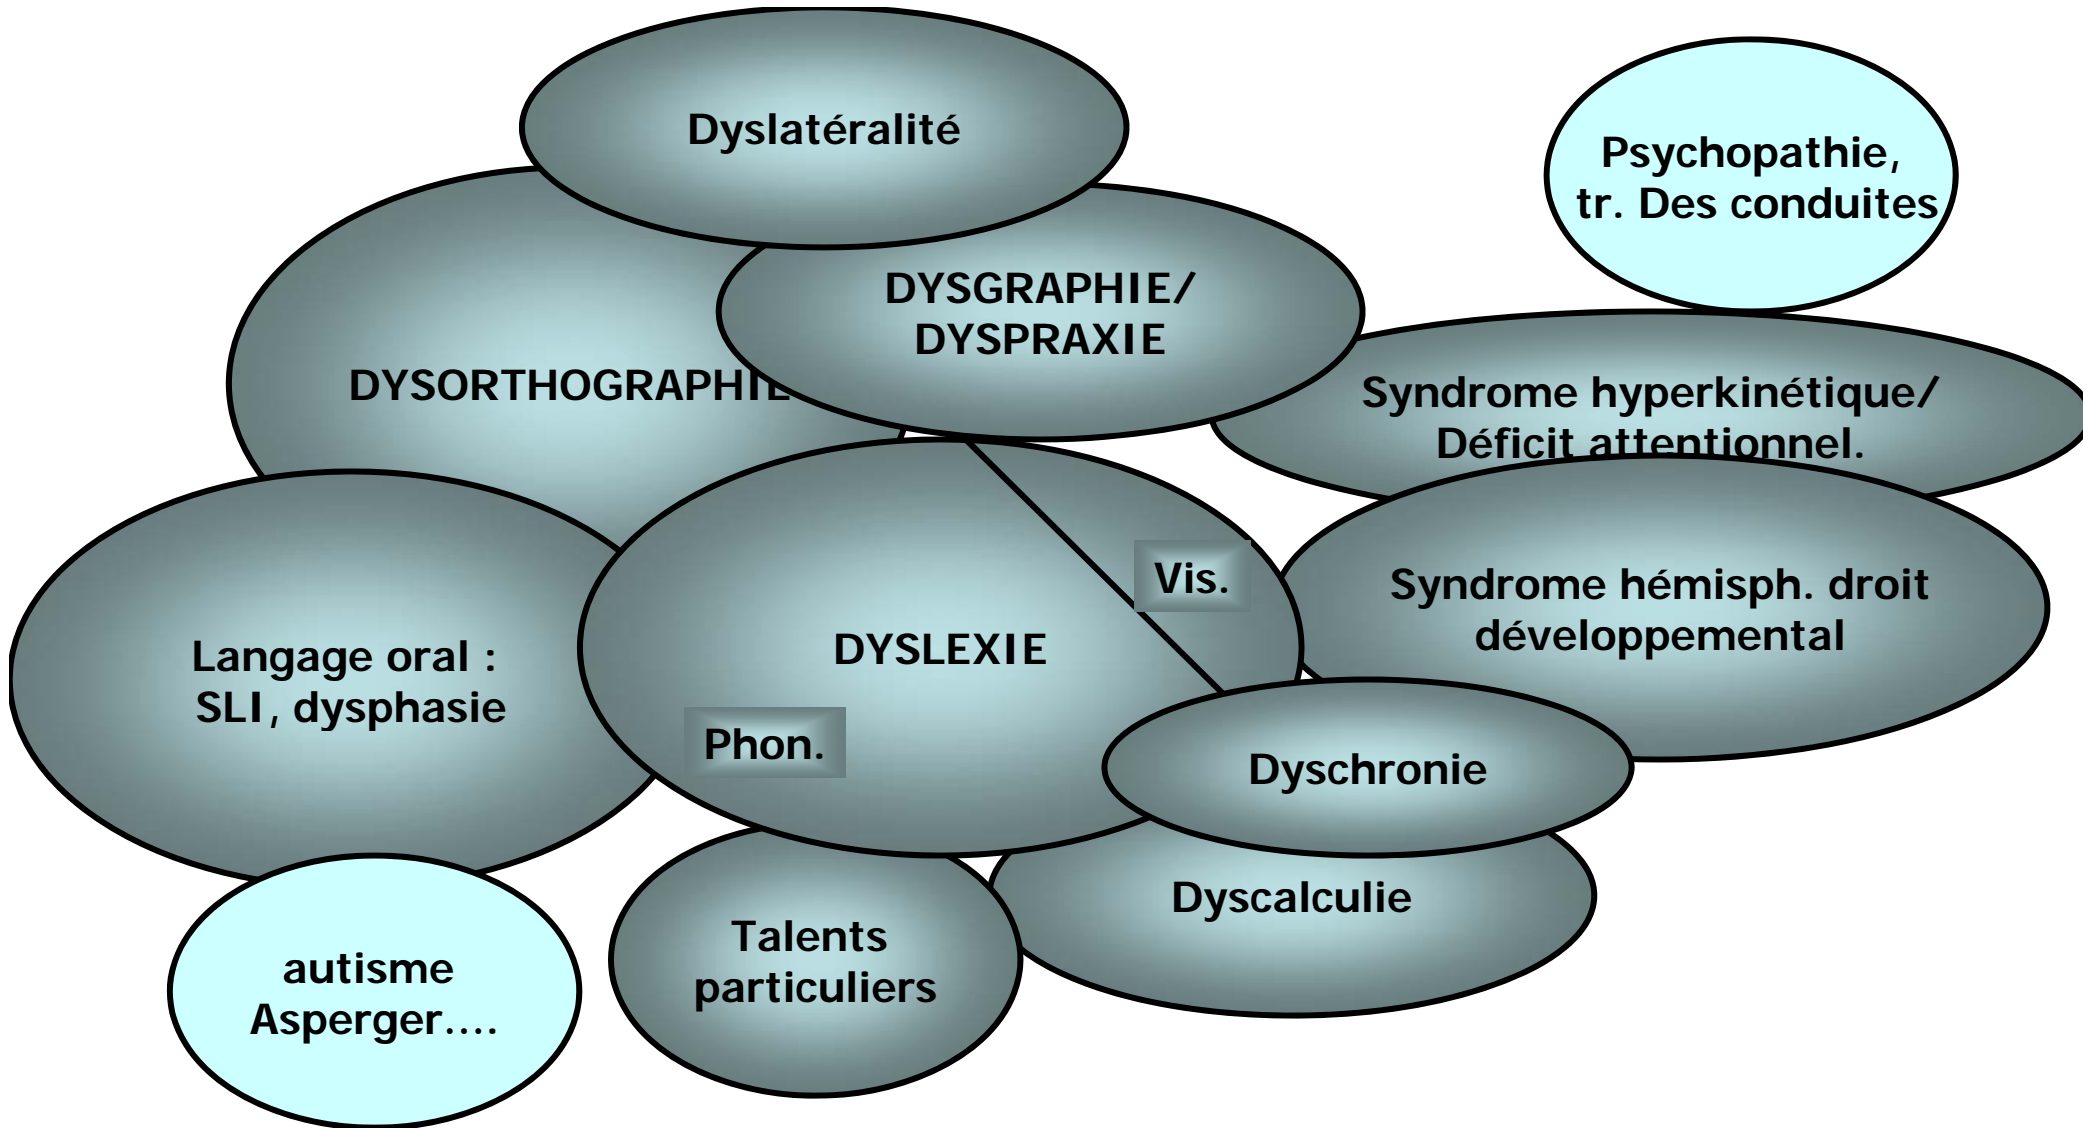 Dyslatéralité
Psychopathie,
tr. Des conduites
DYSGRAPHIE/
DYSPRAXIE
DYSORTHOGRAPHIE
Syndrome hyperkinétique/
Déficit attentionnel.
Vis.
Syndrome hémisph. droit
développemental
DYSLEXIE
Langage oral :
SLI, dysphasie
Phon.
Dyschronie
Dyscalculie
Talents
particuliers
autisme
Asperger....